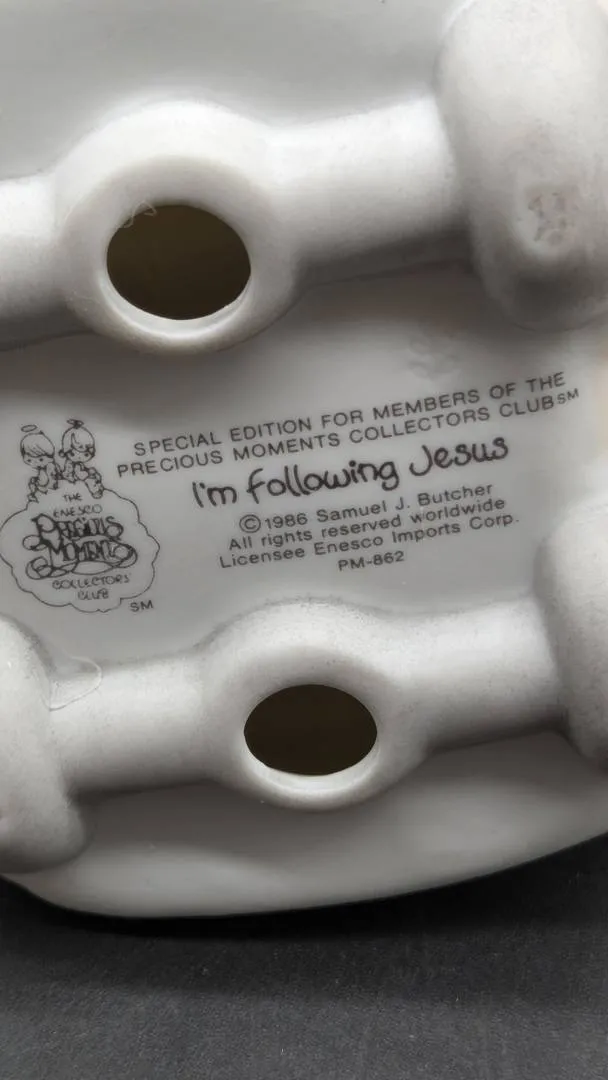 SPECIAL EDITION FOR MEMBERS OF THE
PRECIOUS MOMENTS COLLECTORS CLUB℠
I'm Following Jesus
©1986 Samuel J. Butcher
All rights reserved worldwide
Licensee Enesco Imports Corp.
PM-862
THE
ENESCO
PRECIOUS
MOMENTS
COLLECTORS'
CLUB
SM